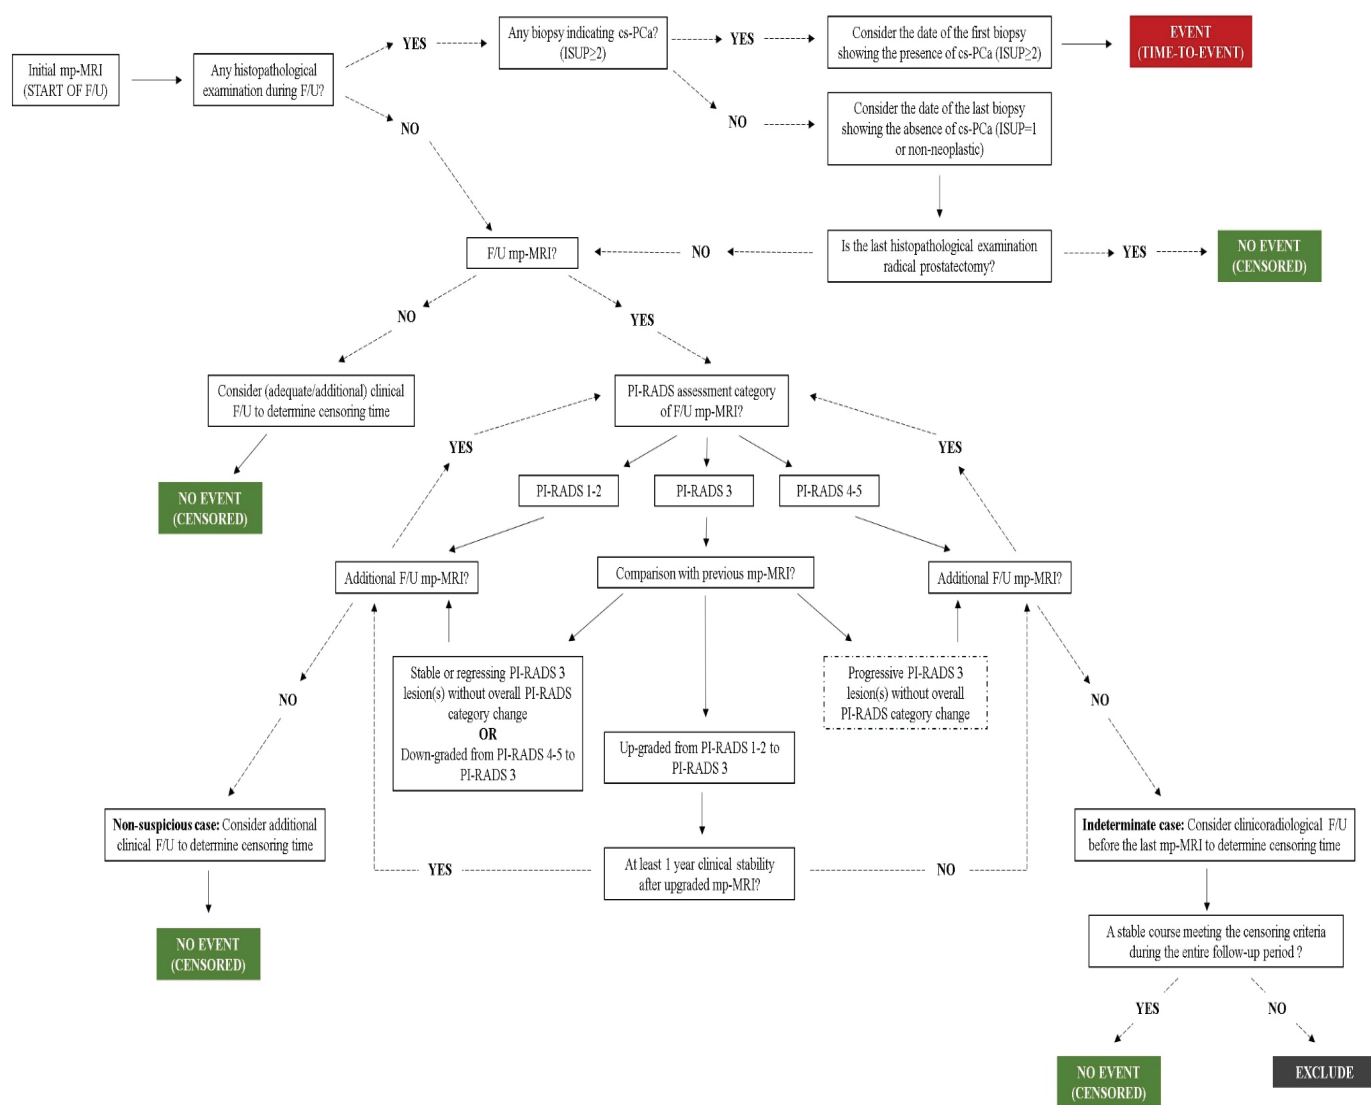 Initial mp-MRI
(START OF F/U)
Any histopathological
examination during F/U?
YES
Any biopsy indicating cs-PCa?
(ISUP≥2)
YES
Consider the date of the first biopsy
showing the presence of cs-PCa (ISUP≥2)
EVENT
(TIME-TO-EVENT)
NO
NO
Consider the date of the last biopsy
showing the absence of cs-PCa (ISUP=1
or non-neoplastic)
F/U mp-MRI?
NO
Is the last histopathological examination
radical prostatectomy?
YES
NO EVENT
(CENSORED)
NO
YES
Consider (adequate/additional) clinical
F/U to determine censoring time
NO EVENT
(CENSORED)
PI-RADS assessment category
of F/U mp-MRI?
YES
YES
PI-RADS 1-2
PI-RADS 3
PI-RADS 4-5
Additional F/U mp-MRI?
Comparison with previous mp-MRI?
Additional F/U mp-MRI?
Stable or regressing PI-RADS 3
lesion(s) without overall PI-RADS
category change
OR
Down-graded from PI-RADS 4-5 to
PI-RADS 3
Up-graded from PI-RADS 1-2 to
PI-RADS 3
Progressive PI-RADS 3
lesion(s) without overall
PI-RADS category change
NO
NO
Non-suspicious case: Consider additional
clinical F/U to determine censoring time
NO EVENT
(CENSORED)
YES
At least 1 year clinical stability
after upgraded mp-MRI?
NO
Indeterminate case: Consider clinicoradiological F/U
before the last mp-MRI to determine censoring time
A stable course meeting the censoring criteria
during the entire follow-up period ?
YES
NO
NO EVENT
(CENSORED)
EXCLUDE